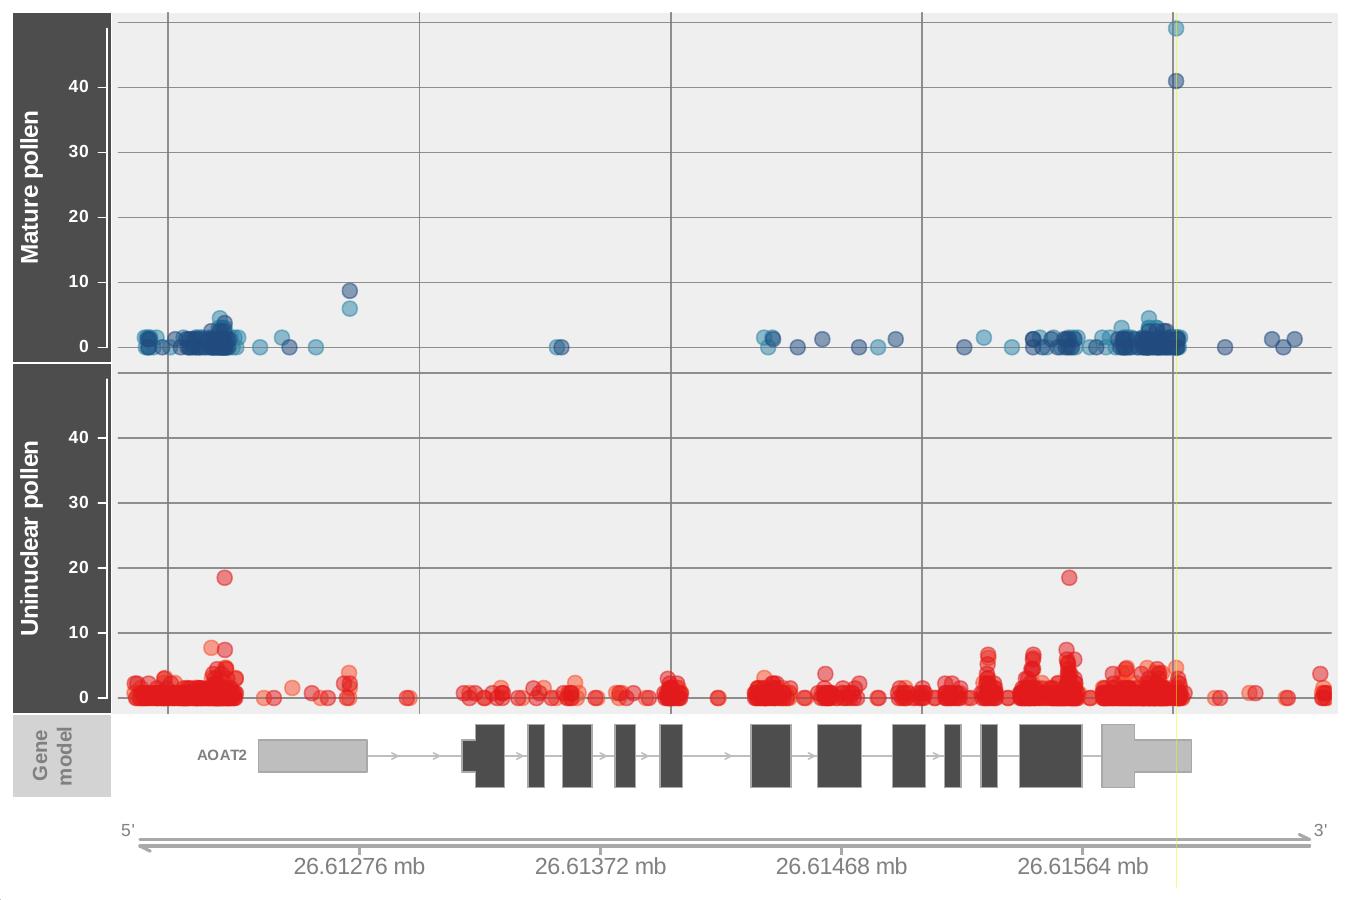 Mature pollen
40
30
20
10
0
Uninuclear pollen
40
30
20
10
0
Gene
model
AOAT2
5'
3'
26.61276 mb
26.61372 mb
26.61468 mb
26.61564 mb